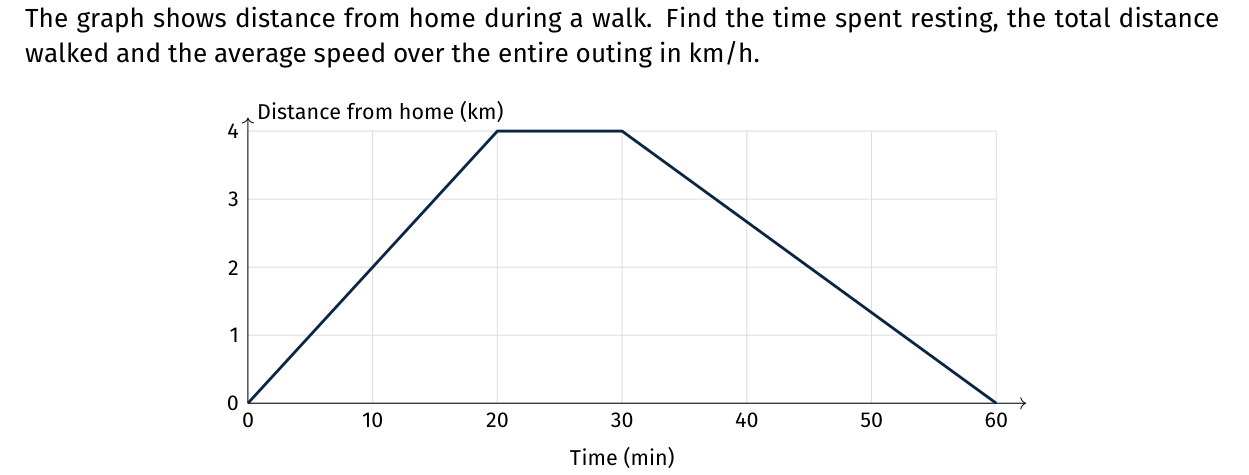 The graph shows distance from home during a walk. Find the time spent resting, the total distance
walked and the average speed over the entire outing in km/h.
Distance from home (km)
4
3
2
1
0
0 10 20 30 40 50 60
Time (min)